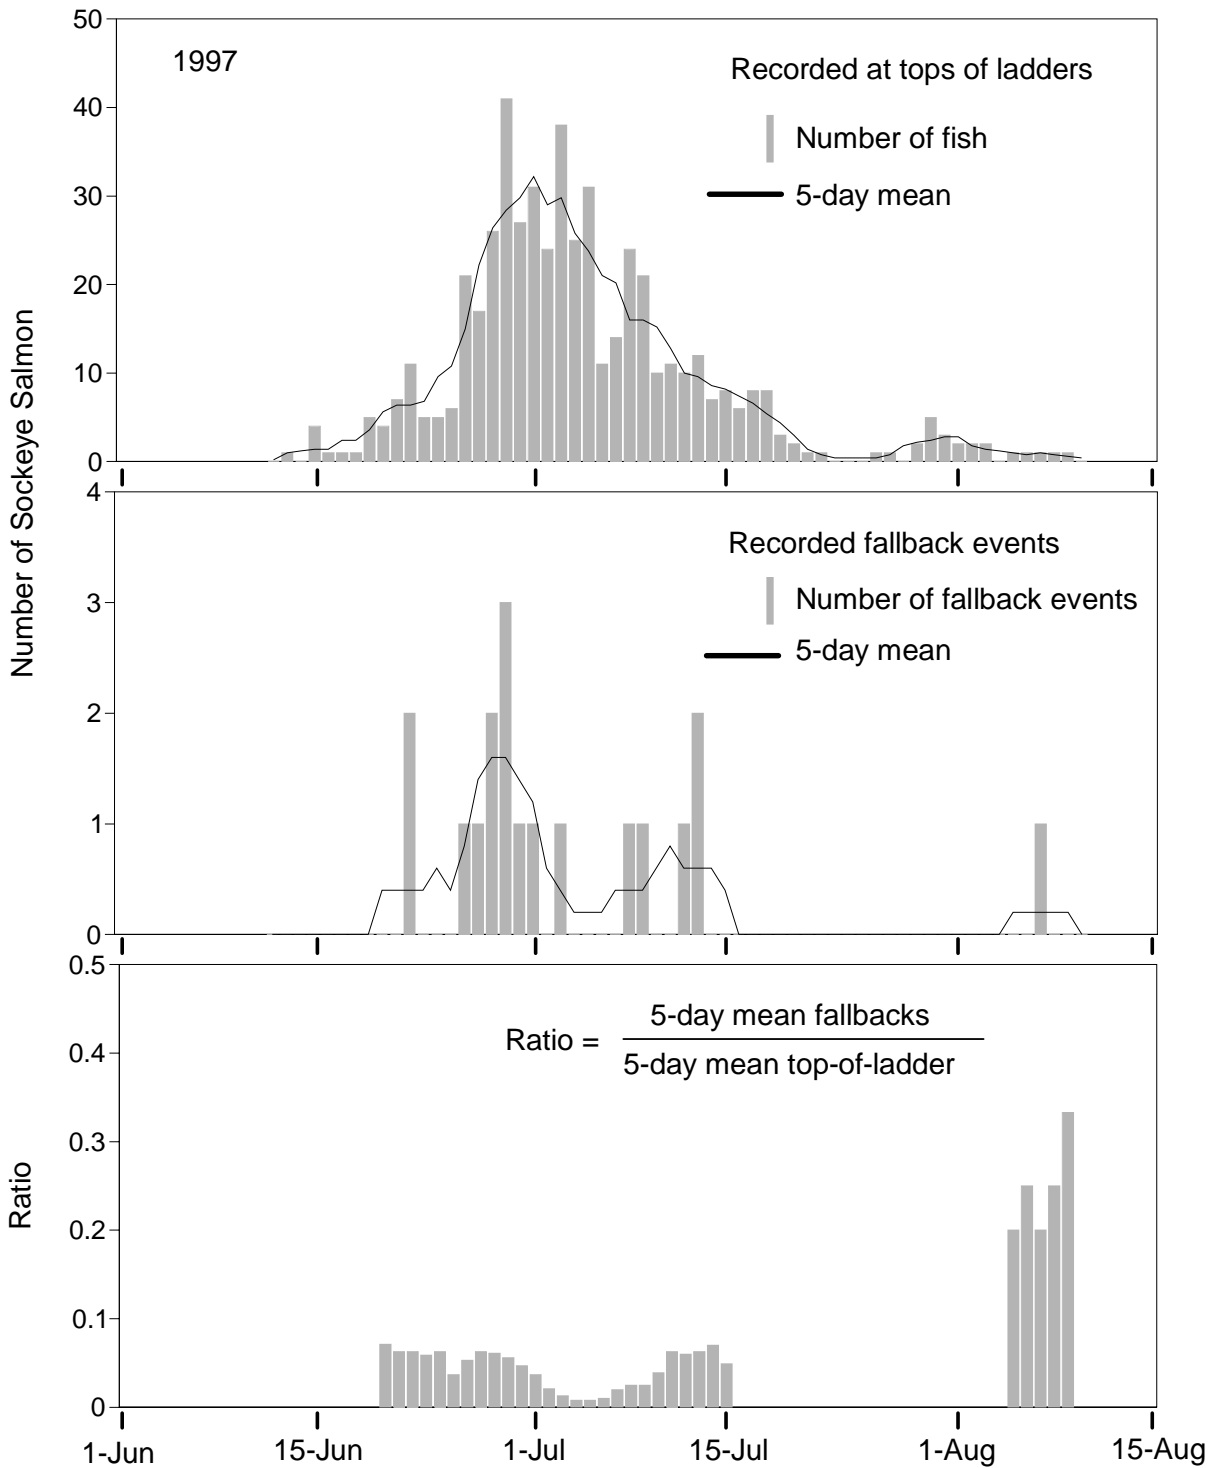 50
1997
Recorded at tops of ladders
40
Number of fish
30
5-day mean
20
10
0
Number of Sockeye Salmon
4
Recorded fallback events
3
Number of fallback events
5-day mean
2
1
0
0.5
5-day mean fallbacks
Ratio =
5-day mean top-of-ladder
0.4
0.3
Ratio
0.2
0.1
0
1-Jun 15-Jun 1-Jul 15-Jul 1-Aug 15-Aug